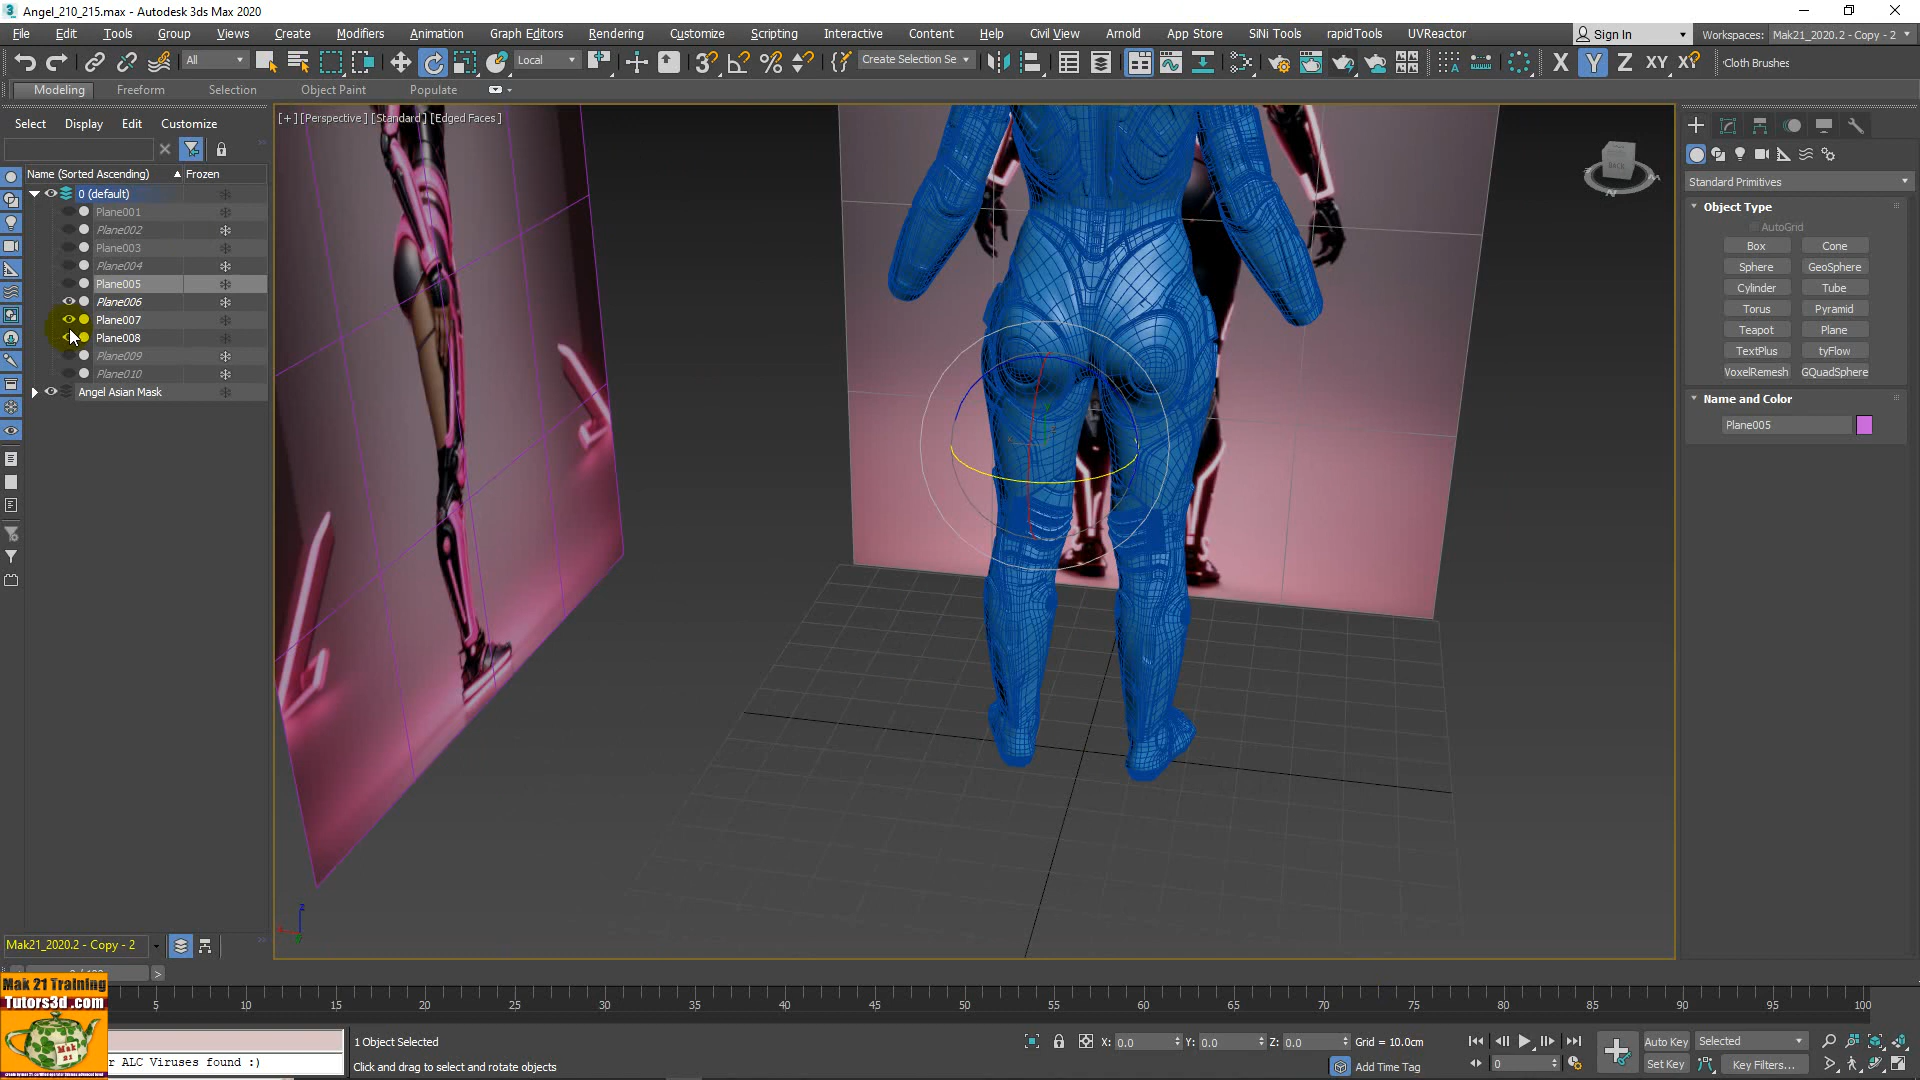 Angel_210_215.max - Autodesk 3ds Max 2020
File Edit Tools Group Views Create Modifiers Animation Graph Editors Rendering Customize Scripting Interactive Content Help Civil View Arnold App Store SiNi Tools rapidTools UVReactor Sign In Workspaces: Mak21_2020.2 - Copy - 2
All Local Create Selection Se X Y Z XY XY Cloth Brushes
Modeling Freeform Selection Object Paint Populate
[+] [Perspective] [Standard] [Edged Faces]
Select Display Edit Customize
Name (Sorted Ascending) Frozen
0 (default)
Plane001
Plane002
Plane003
Plane004
Plane005
Plane006
Plane007
Plane008
Plane009
Plane010
Angel Asian Mask
BACK
Standard Primitives
Object Type
AutoGrid
Box Cone
Sphere GeoSphere
Cylinder Tube
Torus Pyramid
Teapot Plane
TextPlus tyFlow
VoxelRemesh GQuadSphere
Name and Color
Plane005
Mak21_2020.2 - Copy - 2
Mak 21 Training
Tutors3d .com
Mak
21
5 10 15 20 25 30 35 40 45 50 55 60 65 70 75 80 85 90 95 100
1 Object Selected
X: 0.0 Y: 0.0 Z: 0.0 Grid = 10.0cm
Auto Key Selected
r ALC Viruses found :)
Click and drag to select and rotate objects
Add Time Tag
0
Set Key Key Filters...